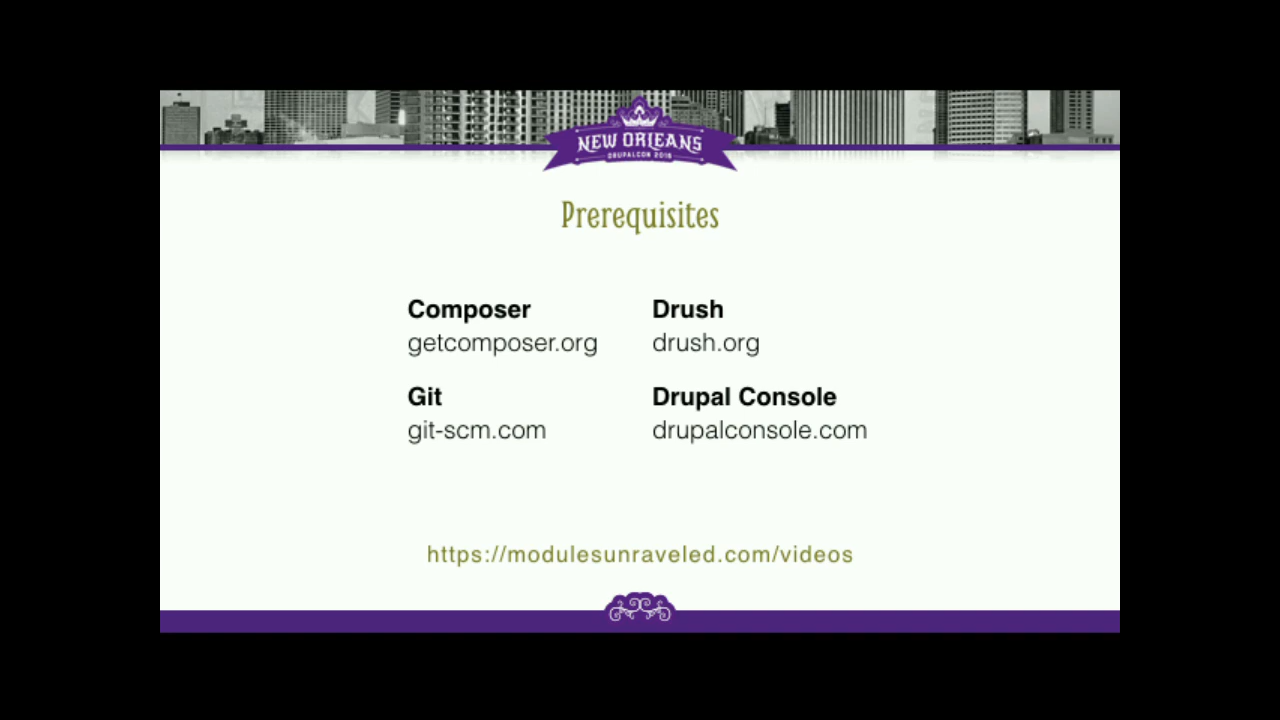 NEW ORLEANS
DRUPALCON 2016
Prerequisites
Composer
getcomposer.org
Git
git-scm.com
Drush
drush.org
Drupal Console
drupalconsole.com
https://modulesunraveled.com/videos